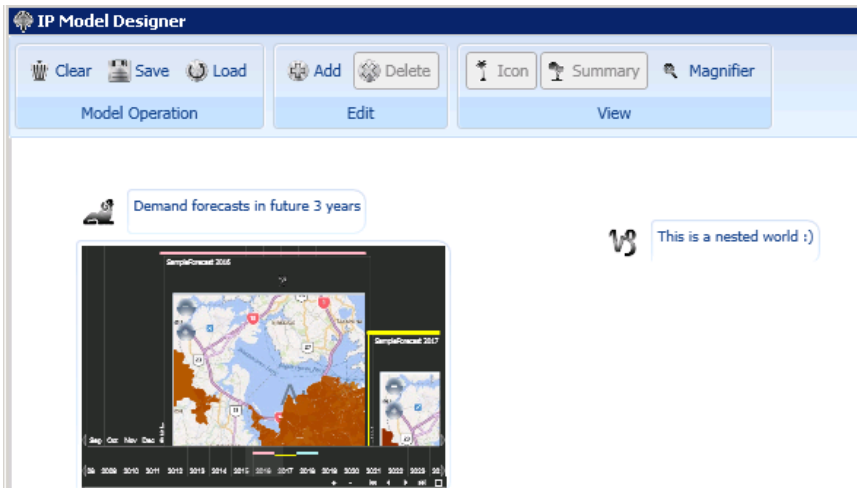 IP Model Designer
Clear Save Load Add Delete Icon Summary Magnifier
Model Operation Edit View
Demand forecasts in future 3 years
This is a nested world :)
SampleForecast 2016
SampleForecast 2017
Sep Oct Nov Dec
2009 2010 2011 2012 2013 2014 2015 2016 2017 2018 2019 2020 2021 2022 2023